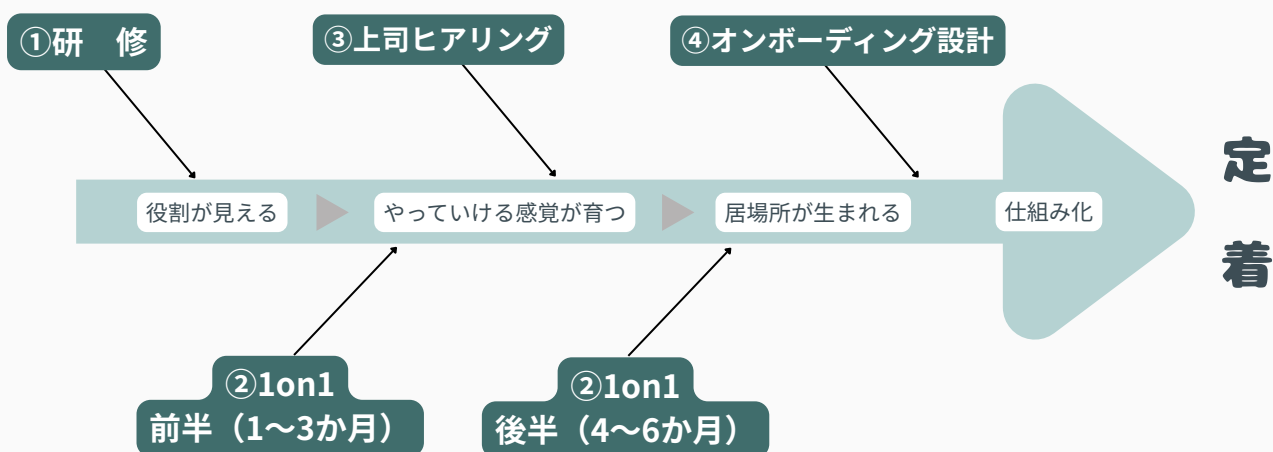 ①研　修
③上司ヒアリング
④オンボーディング設計
役割が見える
やっていける感覚が育つ
居場所が生まれる
仕組み化
定
着
②1on1
前半（1〜3か月）
②1on1
後半（4〜6か月）